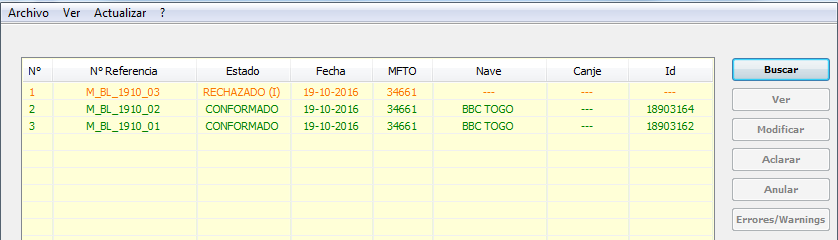 Archivo Ver Actualizar ?
N° N° Referencia Estado Fecha MFTO Nave Canje Id
1 M_BL_1910_03 RECHAZADO (I) 19-10-2016 34661 --- --- ---
2 M_BL_1910_02 CONFORMADO 19-10-2016 34661 BBC TOGO --- 18903164
3 M_BL_1910_01 CONFORMADO 19-10-2016 34661 BBC TOGO --- 18903162
Buscar
Ver
Modificar
Aclarar
Anular
Errores/Warnings